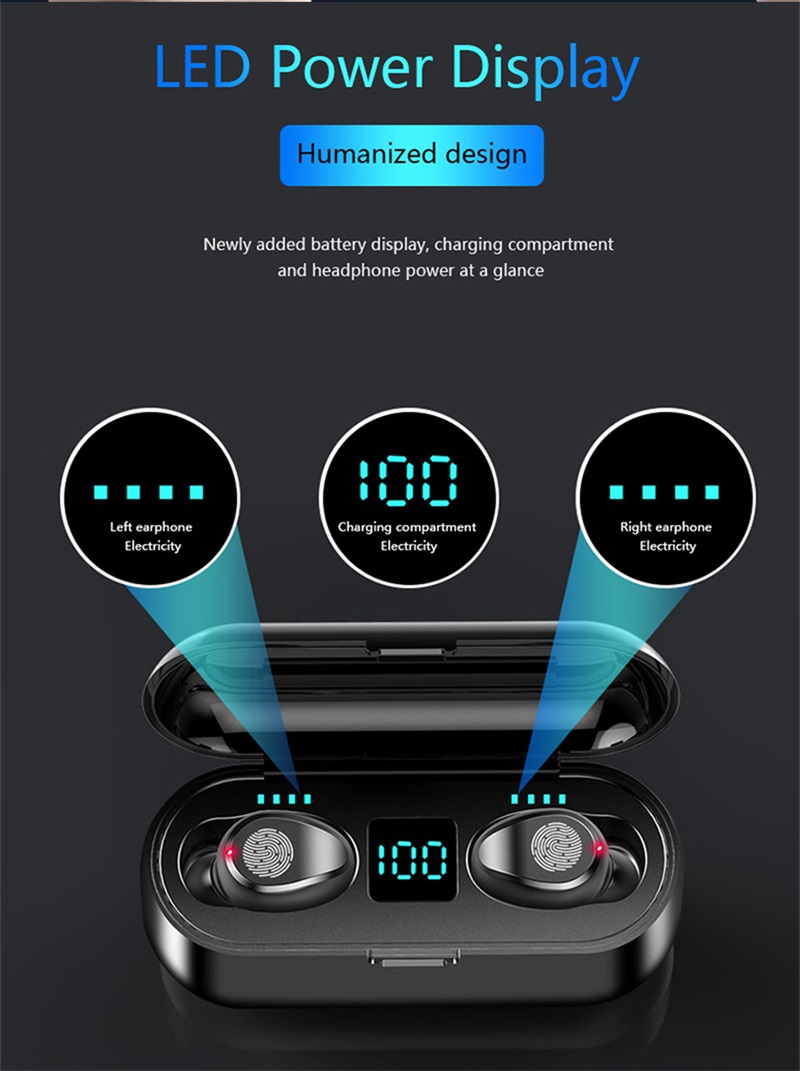 LED Power Display
Humanized design
Newly added battery display, charging compartment
and headphone power at a glance
Left earphone
Electricity
100
Charging compartment
Electricity
Right earphone
Electricity
100